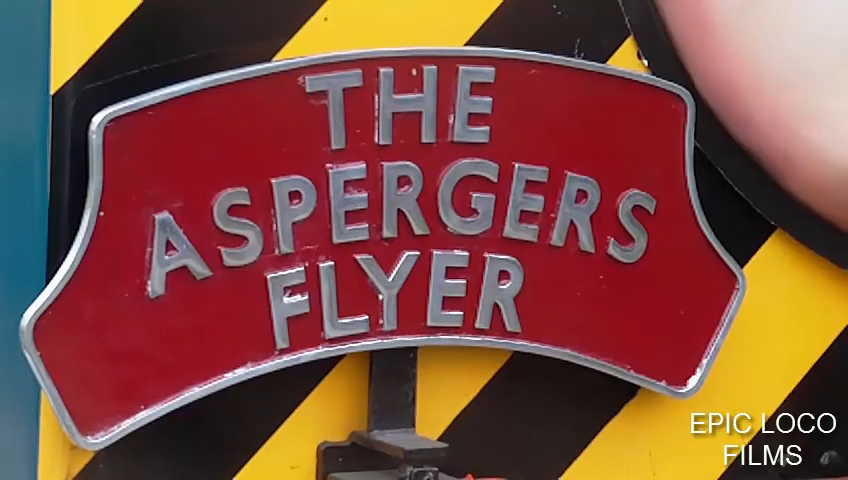 THE
ASPERGERS
FLYER
EPIC LOCO
FILMS